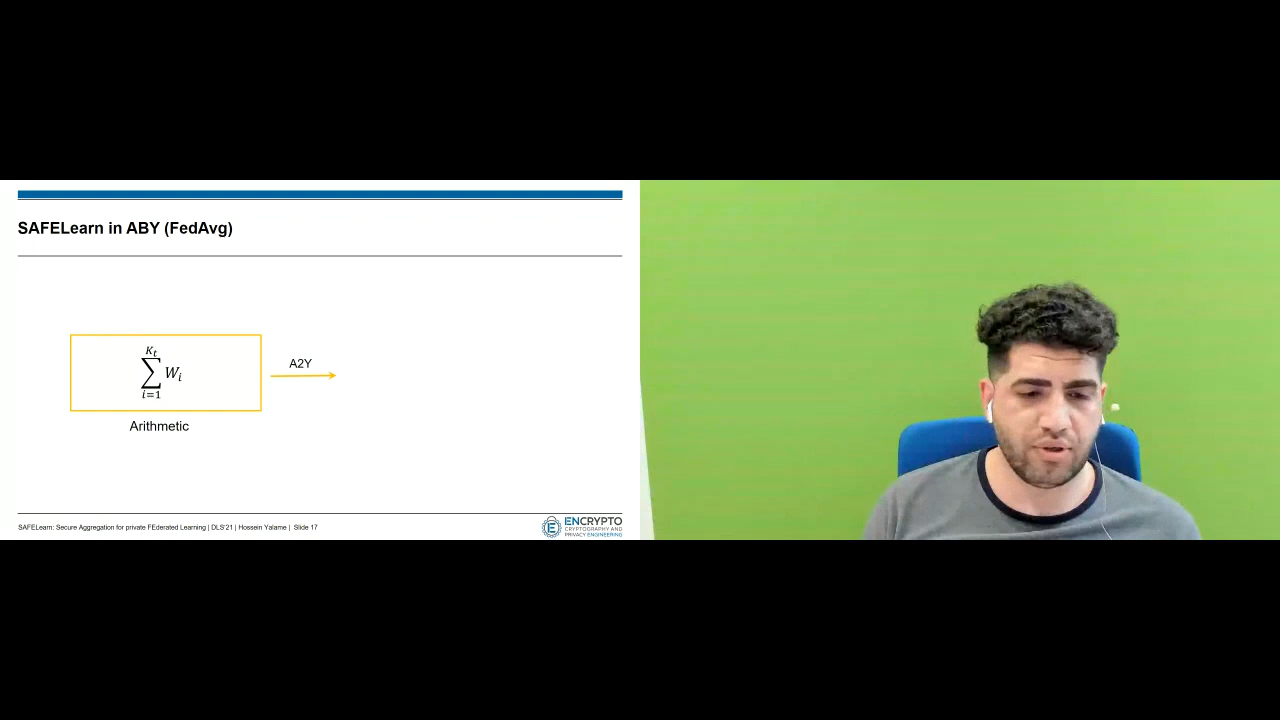 SAFELearn in ABY (FedAvg)
K_t
∑ W_i
i=1
A2Y
Arithmetic
SAFELearn: Secure Aggregation for private FEderated Learning | DLS'21 | Hossein Yalame | Slide 17
ENCRYPTO
CRYPTOGRAPHY AND
PRIVACY ENGINEERING